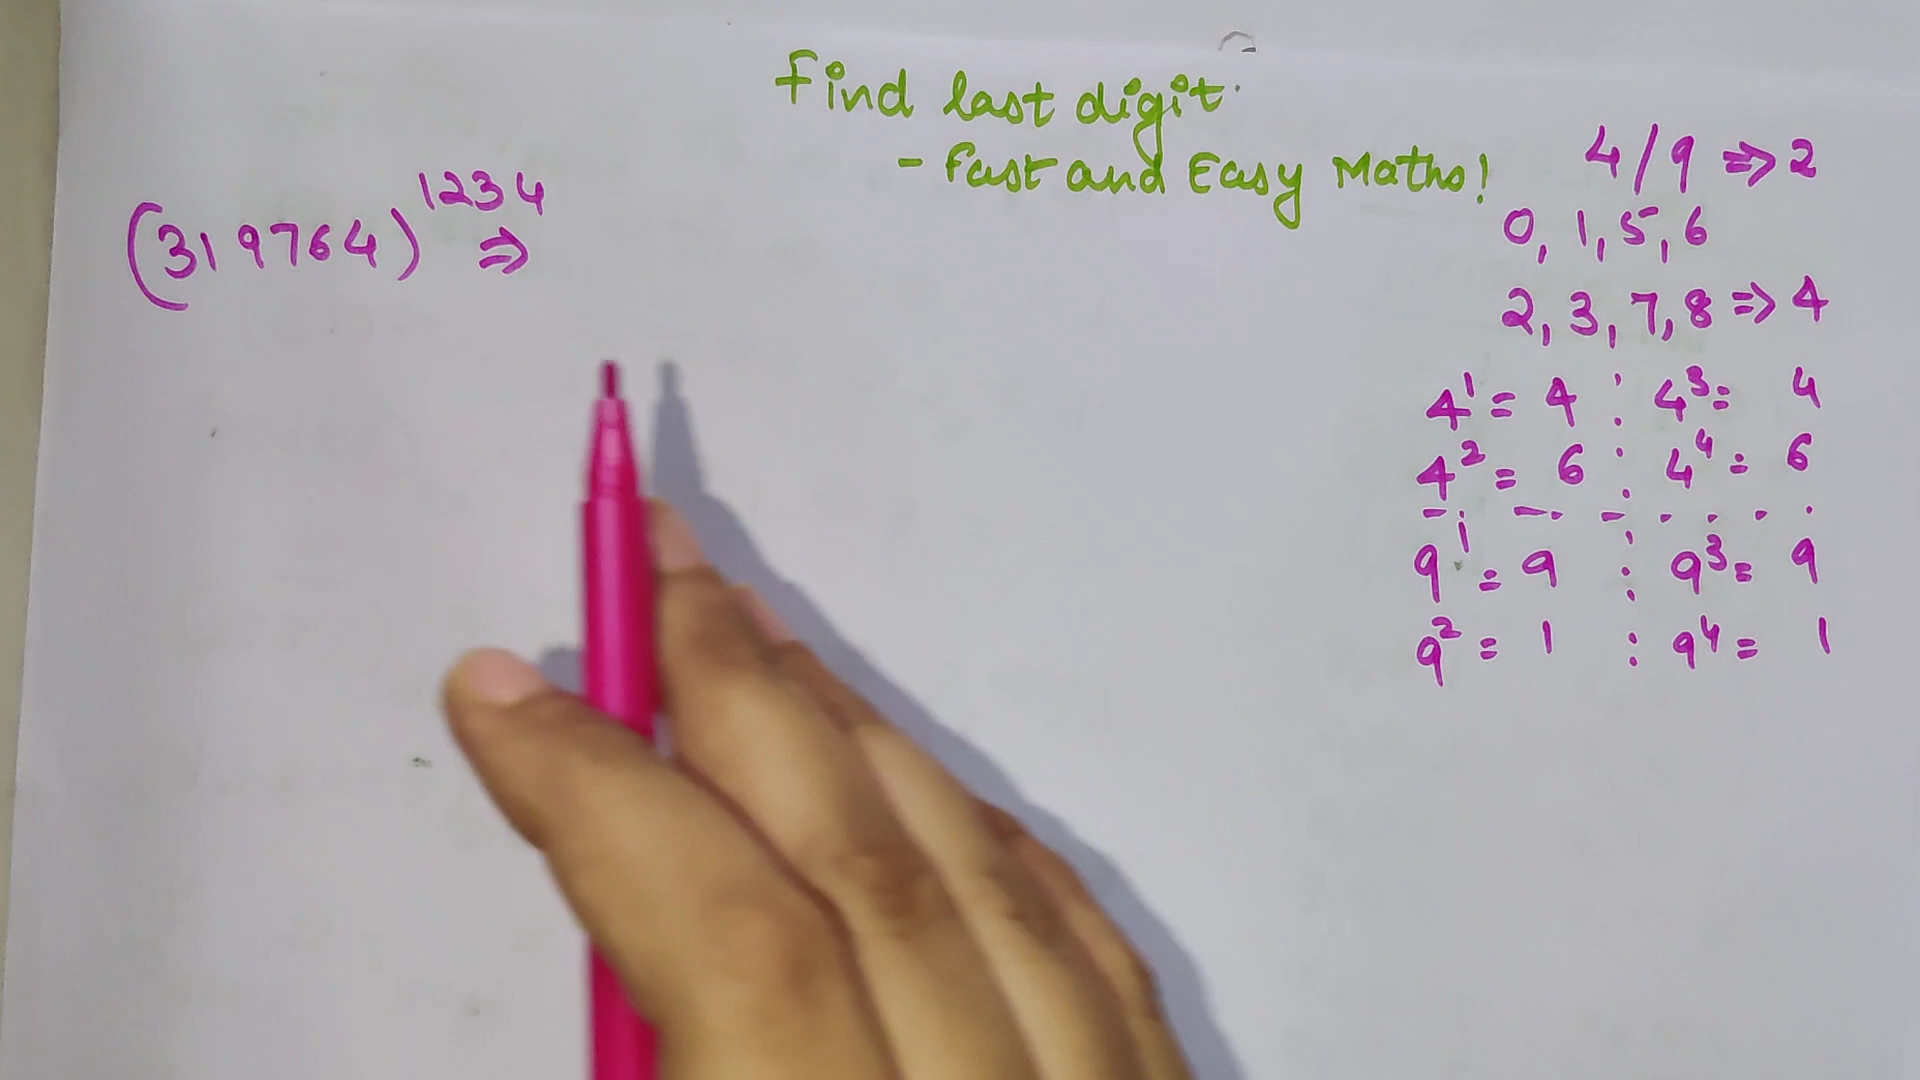 Find last digit.
- Fast and Easy Maths!
(319764)^1234 ⇒
4/9 ⇒ 2
0, 1, 5, 6
2, 3, 7, 8 ⇒ 4
4^1 = 4 : 4^3 = 4
4^2 = 6 : 4^4 = 6
9^1 = 9 : 9^3 = 9
9^2 = 1 : 9^4 = 1